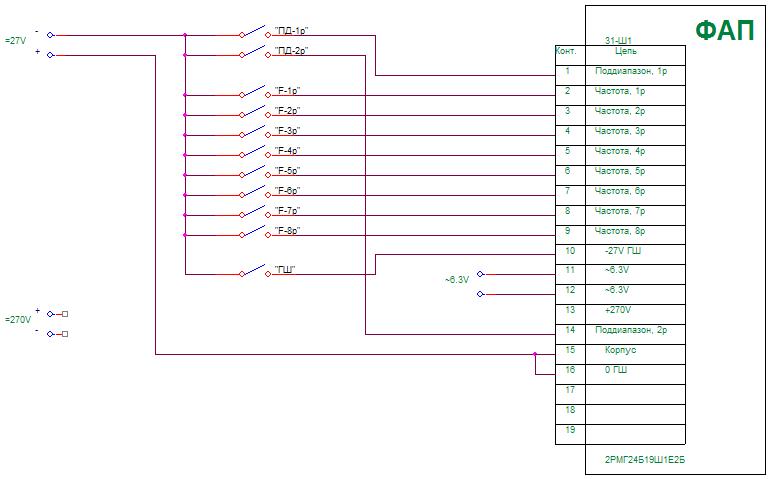 ФАП
31-Ш1
Конт. Цепь
=27V
-
+
"ПД-1р"
"ПД-2р"
"F-1р"
"F-2р"
"F-3р"
"F-4р"
"F-5р"
"F-6р"
"F-7р"
"F-8р"
"ГШ"
~6.3V
=270V
+
-
1 Поддиапазон, 1р
2 Частота, 1р
3 Частота, 2р
4 Частота, 3р
5 Частота, 4р
6 Частота, 5р
7 Частота, 6р
8 Частота, 7р
9 Частота, 8р
10 -27V ГШ
11 ~6.3V
12 ~6.3V
13 +270V
14 Поддиапазон, 2р
15 Корпус
16 0 ГШ
17
18
19
2РМГ24Б19Ш1Е2Б